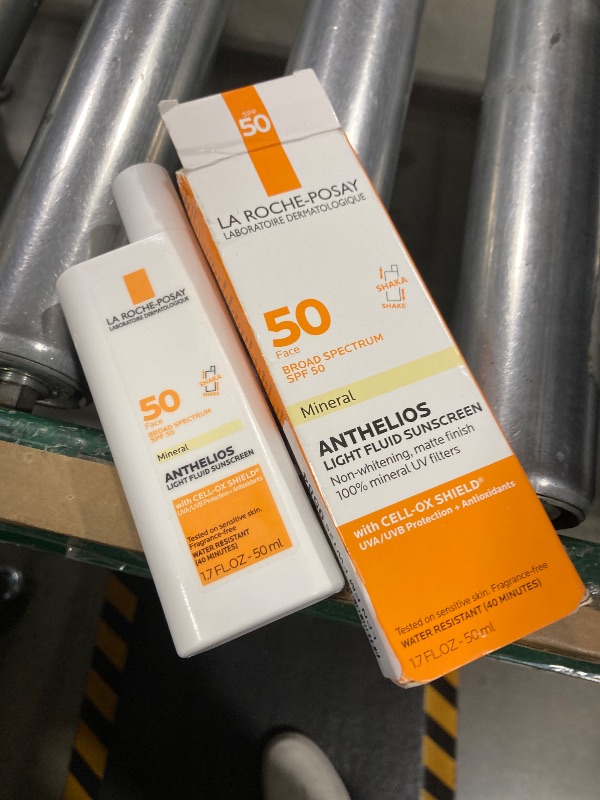 LA ROCHE-POSAY
LABORATOIRE DERMATOLOGIQUE
50
Face
BROAD SPECTRUM
SPF 50
SHAKA
SHAKE
Mineral
ANTHELIOS
LIGHT FLUID SUNSCREEN
with CELL-OX SHIELD®
UVA/UVB Protection + Antioxidants
Tested on sensitive skin.
Fragrance-free
WATER RESISTANT
(40 MINUTES)
1.7 FL.OZ - 50 ml
SPF
50
LA ROCHE-POSAY
LABORATOIRE DERMATOLOGIQUE
SHAKA
SHAKE
50
Face
BROAD SPECTRUM
SPF 50
Mineral
ANTHELIOS
LIGHT FLUID SUNSCREEN
Non-whitening, matte finish
100% mineral UV filters
with CELL-OX SHIELD®
UVA/UVB Protection + Antioxidants
Tested on sensitive skin. Fragrance-free
WATER RESISTANT (40 MINUTES)
1.7 FL.OZ - 50 ml